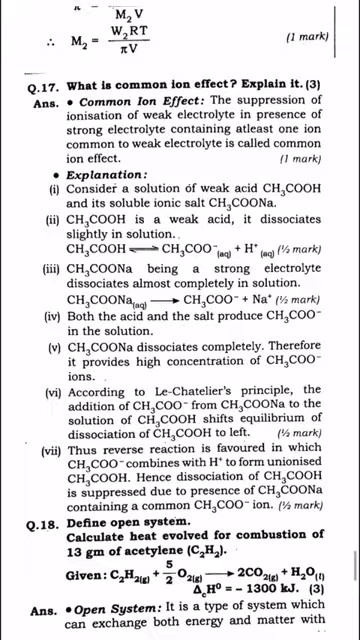 M₂V
∴ M₂ = W₂RT / πV (1 mark)
Q.17. What is common ion effect? Explain it. (3)
Ans. • Common Ion Effect: The suppression of
ionisation of weak electrolyte in presence of
strong electrolyte containing atleast one ion
common to weak electrolyte is called common
ion effect. (1 mark)
• Explanation:
(i) Consider a solution of weak acid CH₃COOH
and its soluble ionic salt CH₃COONa.
(ii) CH₃COOH is a weak acid, it dissociates
slightly in solution.
CH₃COOH ⇌ CH₃COO⁻(aq) + H⁺(aq) (½ mark)
(iii) CH₃COONa being a strong electrolyte
dissociates almost completely in solution.
CH₃COONa(aq) ⟶ CH₃COO⁻ + Na⁺ (½ mark)
(iv) Both the acid and the salt produce CH₃COO⁻
in the solution.
(v) CH₃COONa dissociates completely. Therefore
it provides high concentration of CH₃COO⁻
ions.
(vi) According to Le-Chatelier's principle, the
addition of CH₃COO⁻ from CH₃COONa to the
solution of CH₃COOH shifts equilibrium of
dissociation of CH₃COOH to left. (½ mark)
(vii) Thus reverse reaction is favoured in which
CH₃COO⁻ combines with H⁺ to form unionised
CH₃COOH. Hence dissociation of CH₃COOH
is suppressed due to presence of CH₃COONa
containing a common CH₃COO⁻ ion. (½ mark)
Q.18. Define open system.
Calculate heat evolved for combustion of
13 gm of acetylene (C₂H₂).
Given: C₂H₂(g) + 5/2 O₂(g) ⟶ 2CO₂(g) + H₂O(l)
ΔcH⁰ = – 1300 kJ. (3)
Ans. • Open System: It is a type of system which
can exchange both energy and matter with